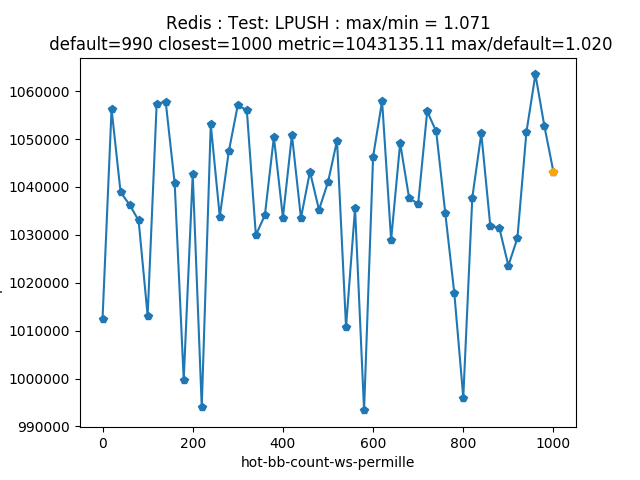 Redis : Test: LPUSH : max/min = 1.071
default=990 closest=1000 metric=1043135.11 max/default=1.020
1060000
1050000
1040000
1030000
1020000
1010000
1000000
990000
0 200 400 600 800 1000
hot-bb-count-ws-permille